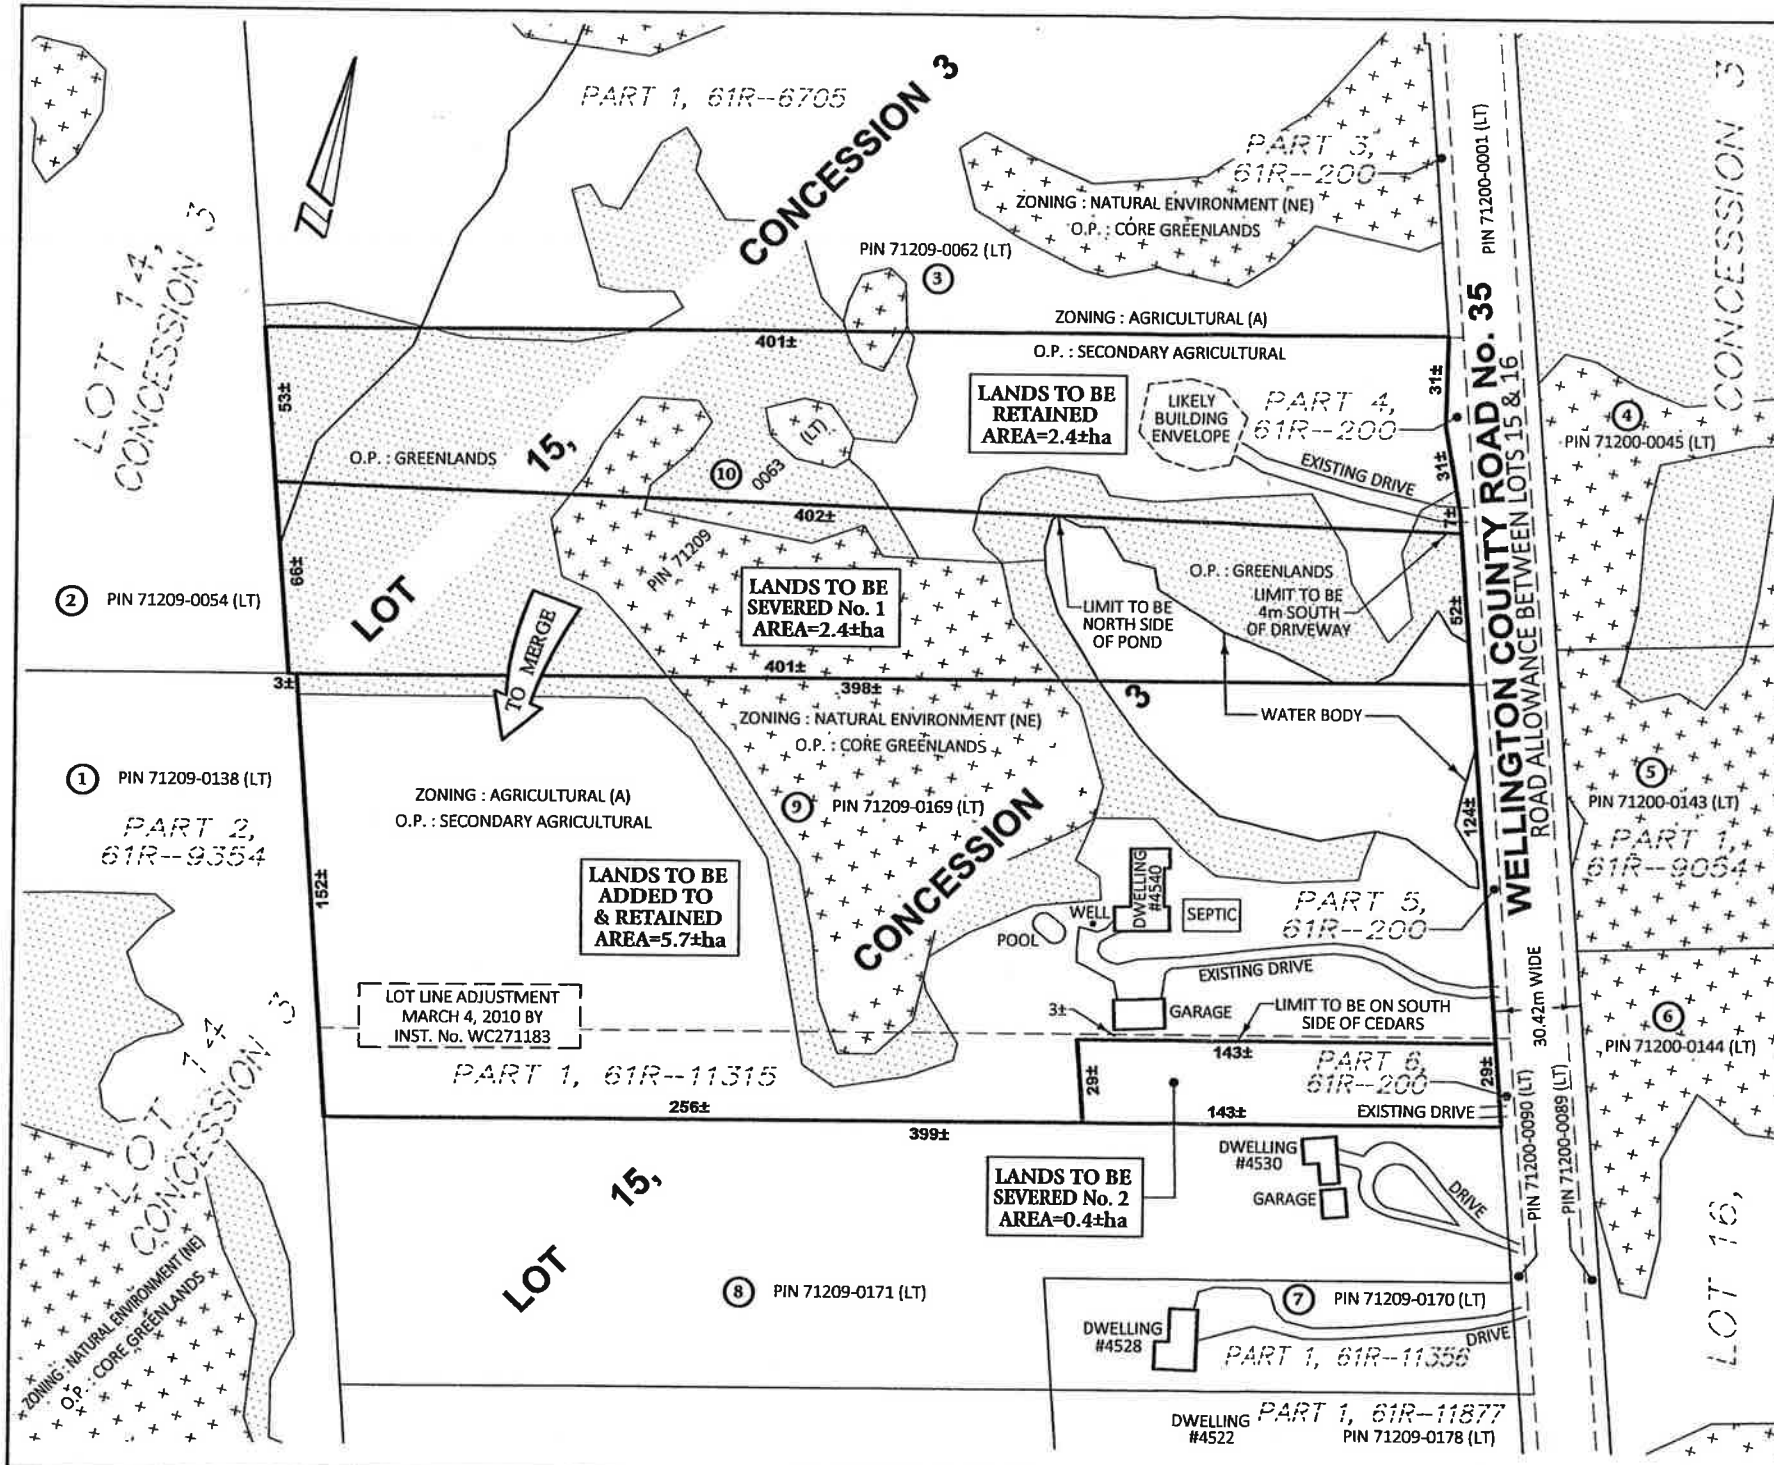 PART 1, 61R--6705
CONCESSION 3
PART 3,
61R--200
PIN 71200-0001 (LT)
CONCESSION 3
ZONING : NATURAL ENVIRONMENT (NE)
O.P. : CORE GREENLANDS
PIN 71209-0062 (LT)
3
LOT 14,
CONCESSION 3
ZONING : AGRICULTURAL (A)
401±
O.P. : SECONDARY AGRICULTURAL
53±
31±
LANDS TO BE
RETAINED
AREA=2.4±ha
LIKELY
BUILDING
ENVELOPE
PART 4,
61R--200
4
PIN 71200-0045 (LT)
O.P. : GREENLANDS
15,
10
PIN 71209
0063
(LT)
EXISTING DRIVE
31±
7±
402±
66±
LANDS TO BE
SEVERED No. 1
AREA=2.4±ha
O.P. : GREENLANDS
LIMIT TO BE
4m SOUTH
OF DRIVEWAY
LIMIT TO BE
NORTH SIDE
OF POND
52±
2
PIN 71209-0054 (LT)
LOT
TO MERGE
401±
3±
398±
3
ZONING : NATURAL ENVIRONMENT (NE)
O.P. : CORE GREENLANDS
WATER BODY
WELLINGTON COUNTY ROAD No. 35
ROAD ALLOWANCE BETWEEN LOTS 15 & 16
1
PIN 71209-0138 (LT)
PART 2,
61R--9354
ZONING : AGRICULTURAL (A)
O.P. : SECONDARY AGRICULTURAL
9
PIN 71209-0169 (LT)
124±
5
PIN 71200-0143 (LT)
PART 1,
61R--9054
152±
LANDS TO BE
ADDED TO
& RETAINED
AREA=5.7±ha
CONCESSION
WELL
DWELLING
#4540
SEPTIC
POOL
PART 5,
61R--200
EXISTING DRIVE
30.42m WIDE
LOT LINE ADJUSTMENT
MARCH 4, 2010 BY
INST. No. WC271183
3±
GARAGE
LIMIT TO BE ON SOUTH
SIDE OF CEDARS
6
PIN 71200-0144 (LT)
LOT 14
CONCESSION 3
PART 1, 61R--11315
143±
PART 6,
61R--200
29±
29±
256±
143±
EXISTING DRIVE
399±
PIN 71200-0090 (LT)
PIN 71200-0089 (LT)
DWELLING
#4530
GARAGE
DRIVE
LANDS TO BE
SEVERED No. 2
AREA=0.4±ha
LOT 15,
LOT 16,
ZONING : NATURAL ENVIRONMENT (NE)
O.P. : CORE GREENLANDS
8
PIN 71209-0171 (LT)
7
PIN 71209-0170 (LT)
DWELLING
#4528
DRIVE
PART 1, 61R--11356
DWELLING
#4522
PART 1, 61R--11877
PIN 71209-0178 (LT)